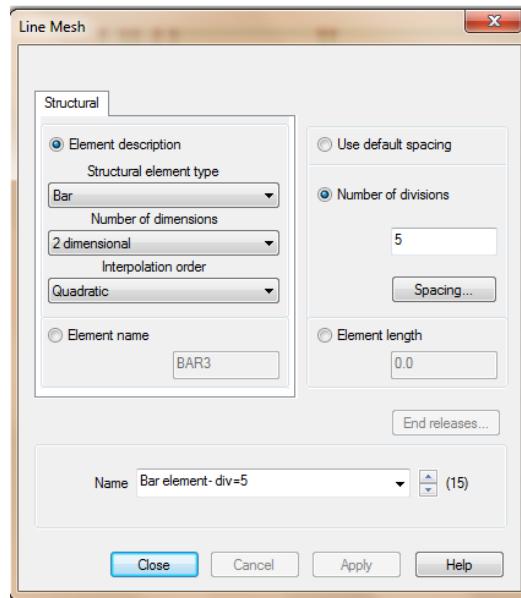 Line Mesh
Structural
Element description
Structural element type
Bar
Number of dimensions
2 dimensional
Interpolation order
Quadratic
Element name
BAR3
Use default spacing
Number of divisions
5
Spacing...
Element length
0.0
End releases...
Name Bar element- div=5 (15)
Close Cancel Apply Help